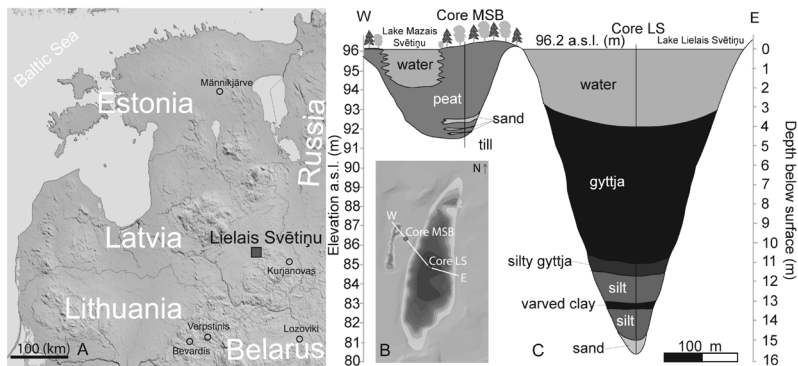 Baltic Sea
Männikjärve
Estonia
Russia
Latvia
Lielais Svētiņu
Kurjanovas
Lithuania
Verpstinis
Bevardis
Lozoviki
Belarus
100 (km)
A
W
Core MSB
Core LS
E
Lake Mazais
Svētiņu
96.2 a.s.l. (m)
Lake Lielais Svētiņu
96
95
94
93
92
91
90
89
88
87
86
85
84
83
82
81
80
Elevation a.s.l. (m)
water
peat
sand
till
N↑
W
Core MSB
Core LS
E
B
water
gyttja
silty gyttja
silt
varved clay
silt
sand
C
100 m
0
1
2
3
4
5
6
7
8
9
10
11
12
13
14
15
16
Depth below surface (m)